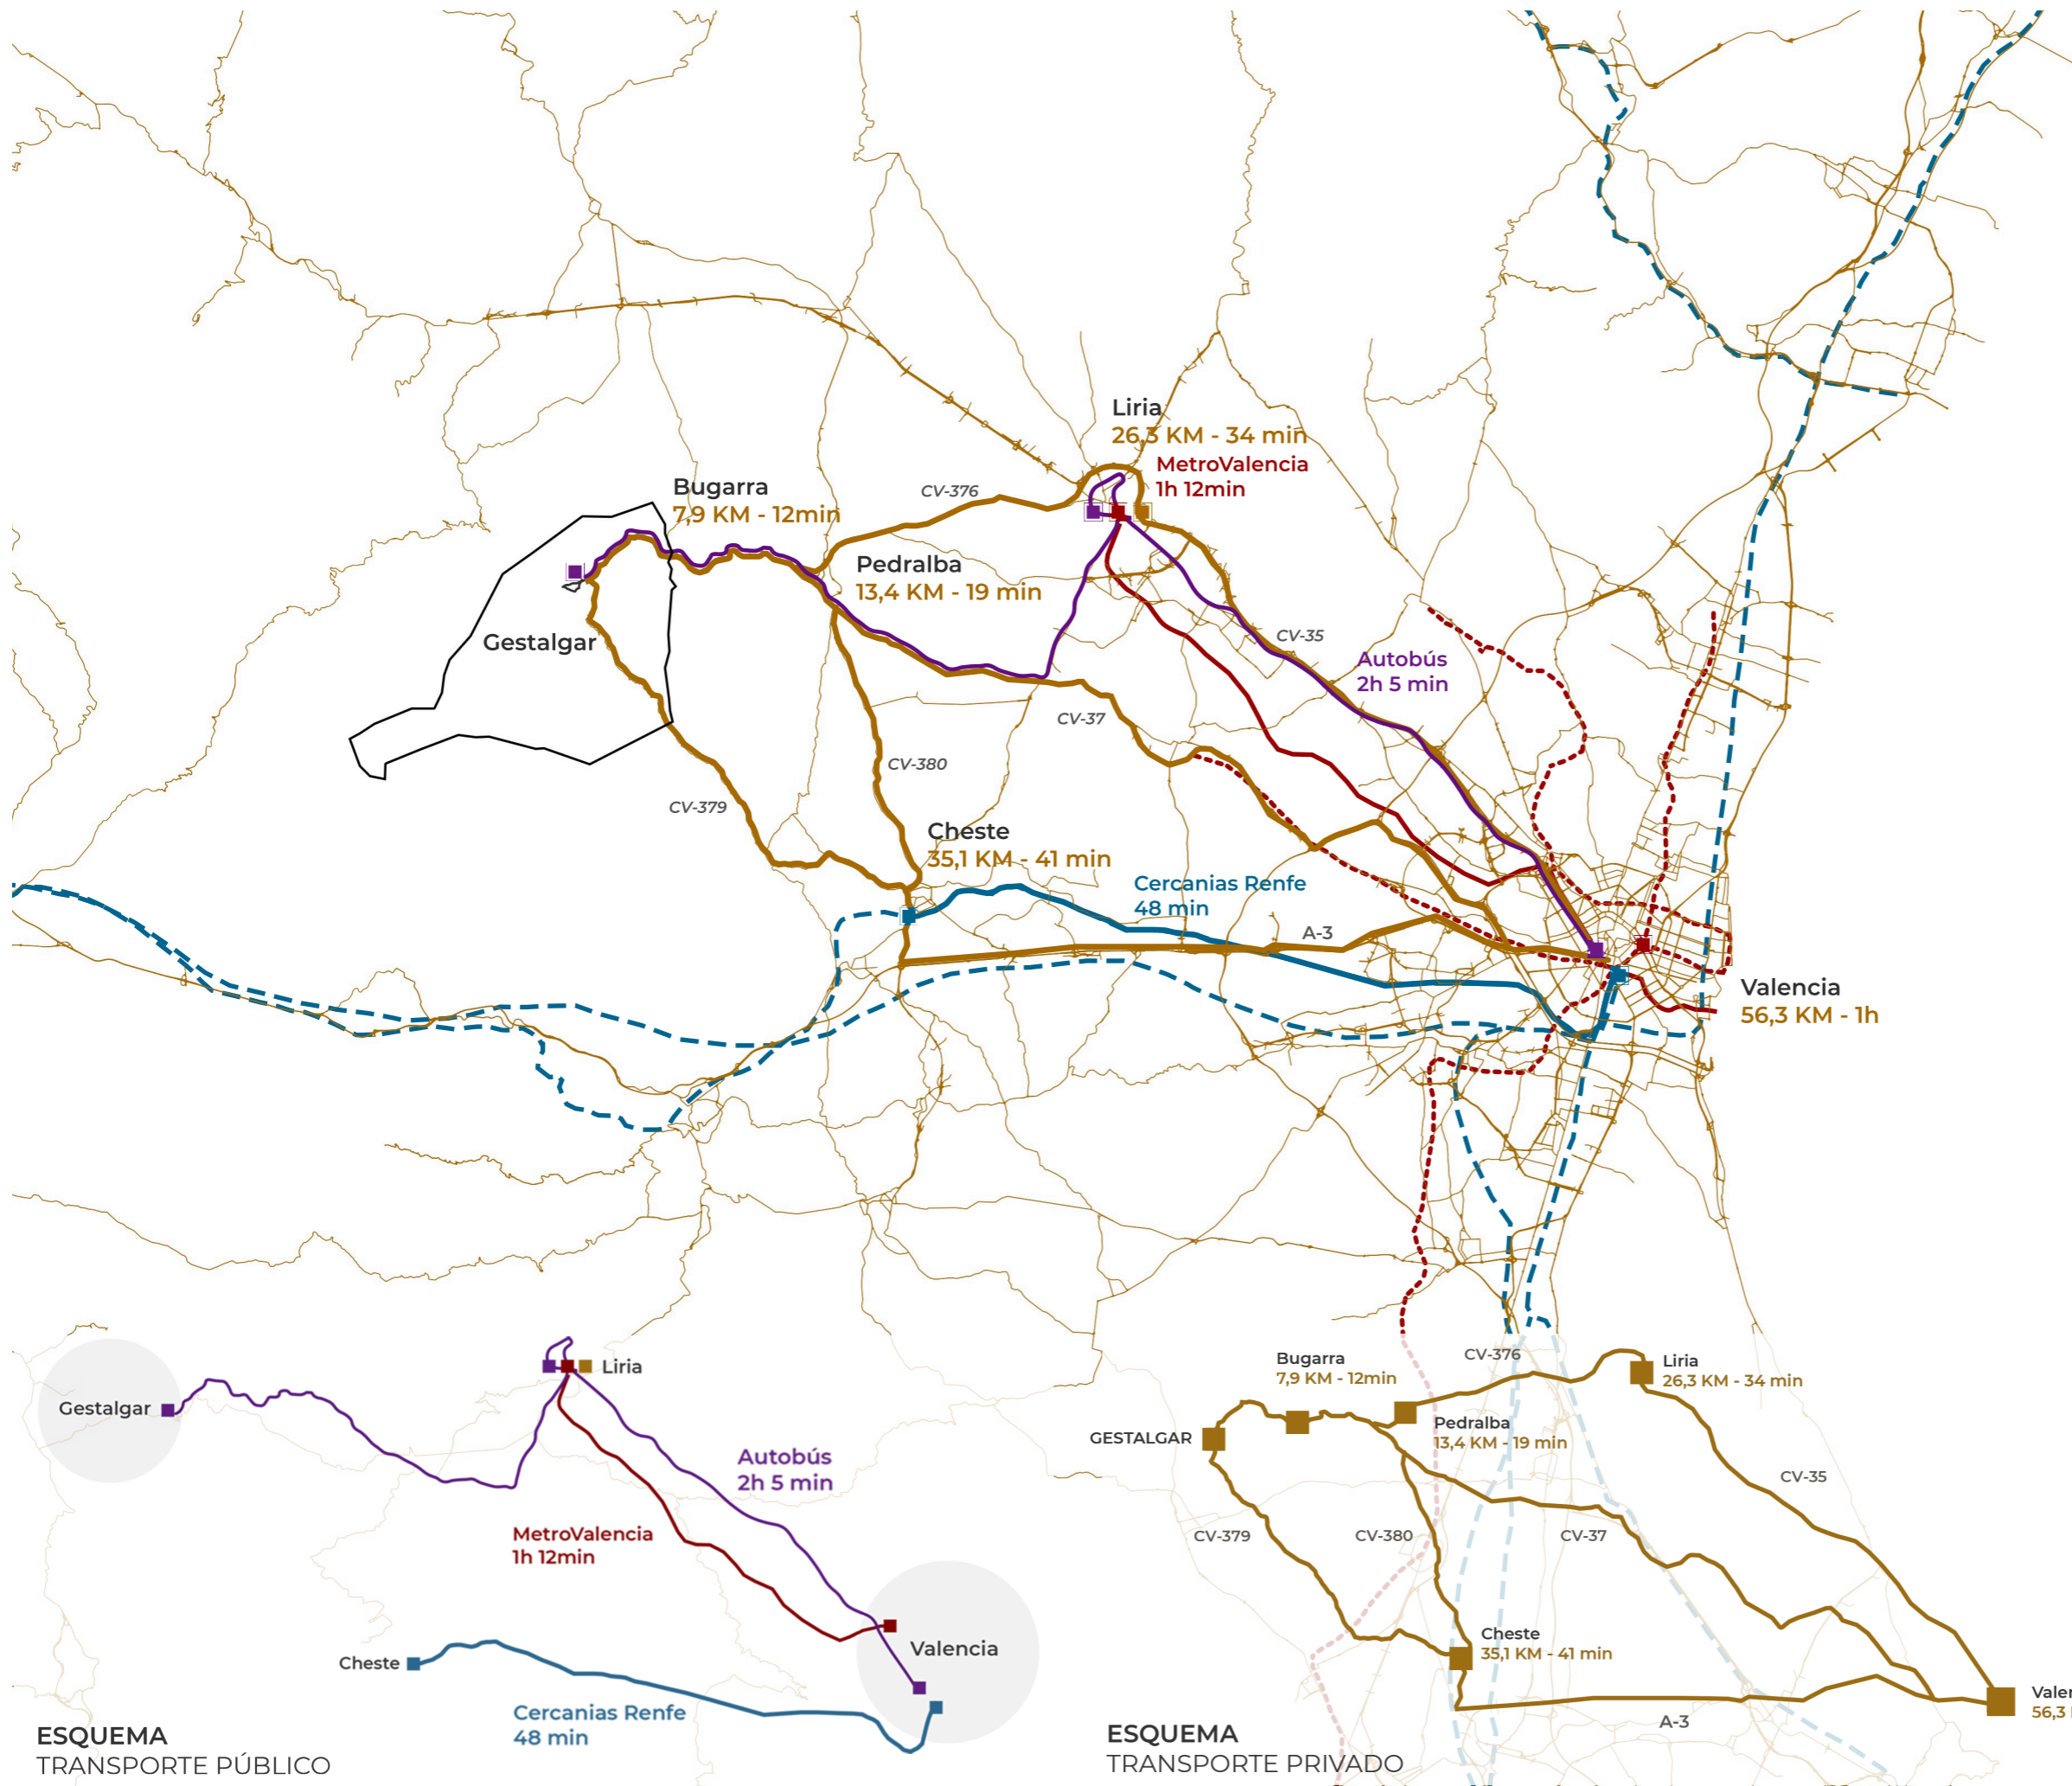 Liria
26,3 KM - 34 min
MetroValencia
1h 12min
Bugarra
7,9 KM - 12min
CV-376
Pedralba
13,4 KM - 19 min
Gestalgar
CV-35
Autobús
2h 5 min
CV-37
CV-380
CV-379
Cheste
35,1 KM - 41 min
Cercanias Renfe
48 min
A-3
Valencia
56,3 KM - 1h
Liria
Gestalgar
Autobús
2h 5 min
MetroValencia
1h 12min
Valencia
Cheste
Cercanias Renfe
48 min
ESQUEMA
TRANSPORTE PÚBLICO
CV-376
Bugarra
7,9 KM - 12min
Liria
26,3 KM - 34 min
Pedralba
13,4 KM - 19 min
GESTALGAR
CV-35
CV-379
CV-380
CV-37
Cheste
35,1 KM - 41 min
Valen
56,3
A-3
ESQUEMA
TRANSPORTE PRIVADO